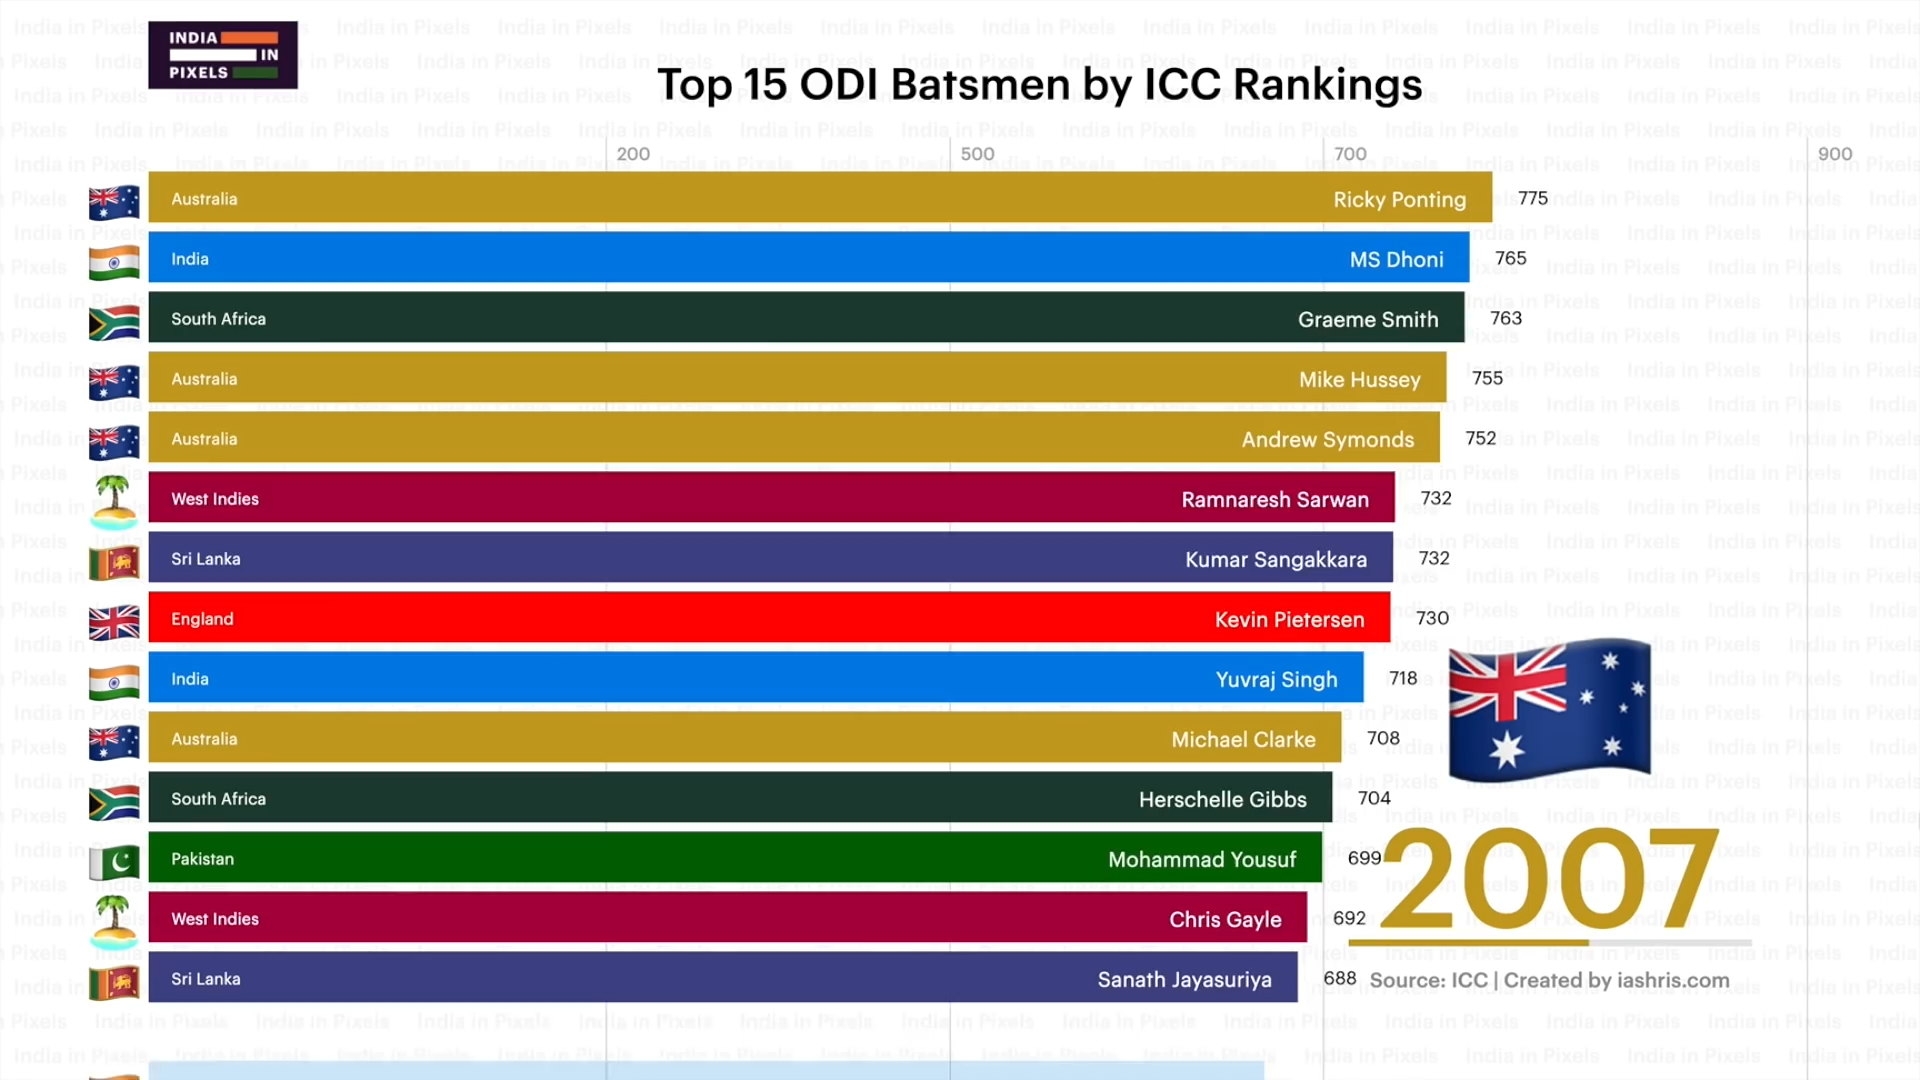 INDIA
IN
PIXELS
Top 15 ODI Batsmen by ICC Rankings
200 500 700 900
Australia Ricky Ponting 775
India MS Dhoni 765
South Africa Graeme Smith 763
Australia Mike Hussey 755
Australia Andrew Symonds 752
West Indies Ramnaresh Sarwan 732
Sri Lanka Kumar Sangakkara 732
England Kevin Pietersen 730
India Yuvraj Singh 718
Australia Michael Clarke 708
South Africa Herschelle Gibbs 704
Pakistan Mohammad Yousuf 699
West Indies Chris Gayle 692
Sri Lanka Sanath Jayasuriya 688
2007
Source: ICC | Created by iashris.com